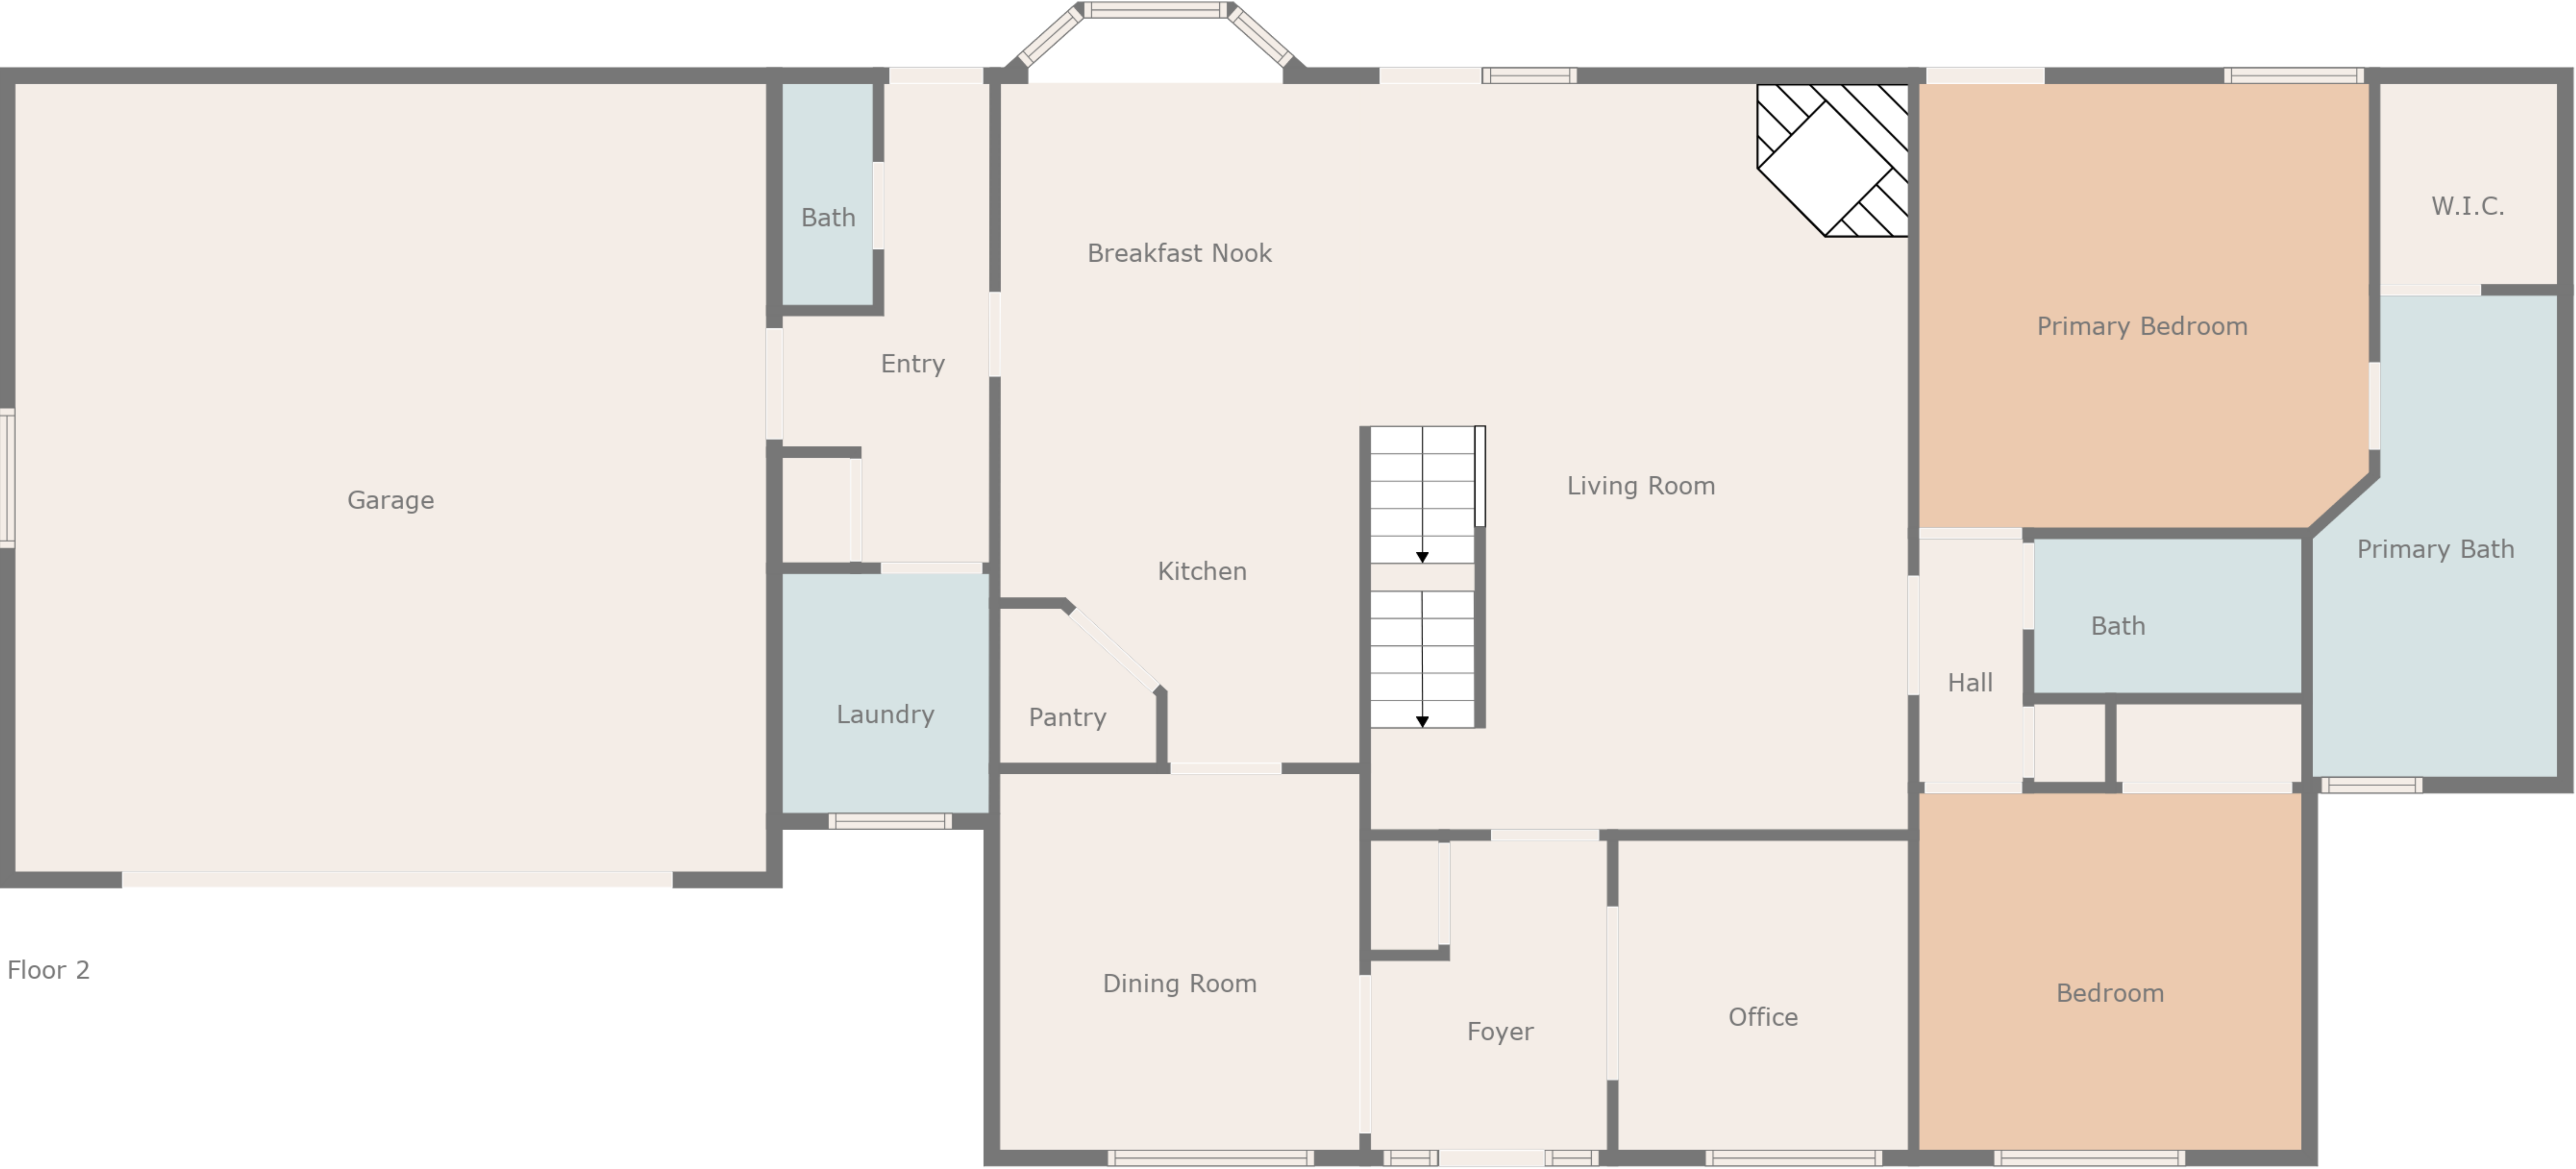 Bath
W.I.C.
Breakfast Nook
Primary Bedroom
Entry
Living Room
Garage
Primary Bath
Kitchen
Bath
Hall
Laundry
Pantry
Floor 2
Dining Room
Bedroom
Office
Foyer